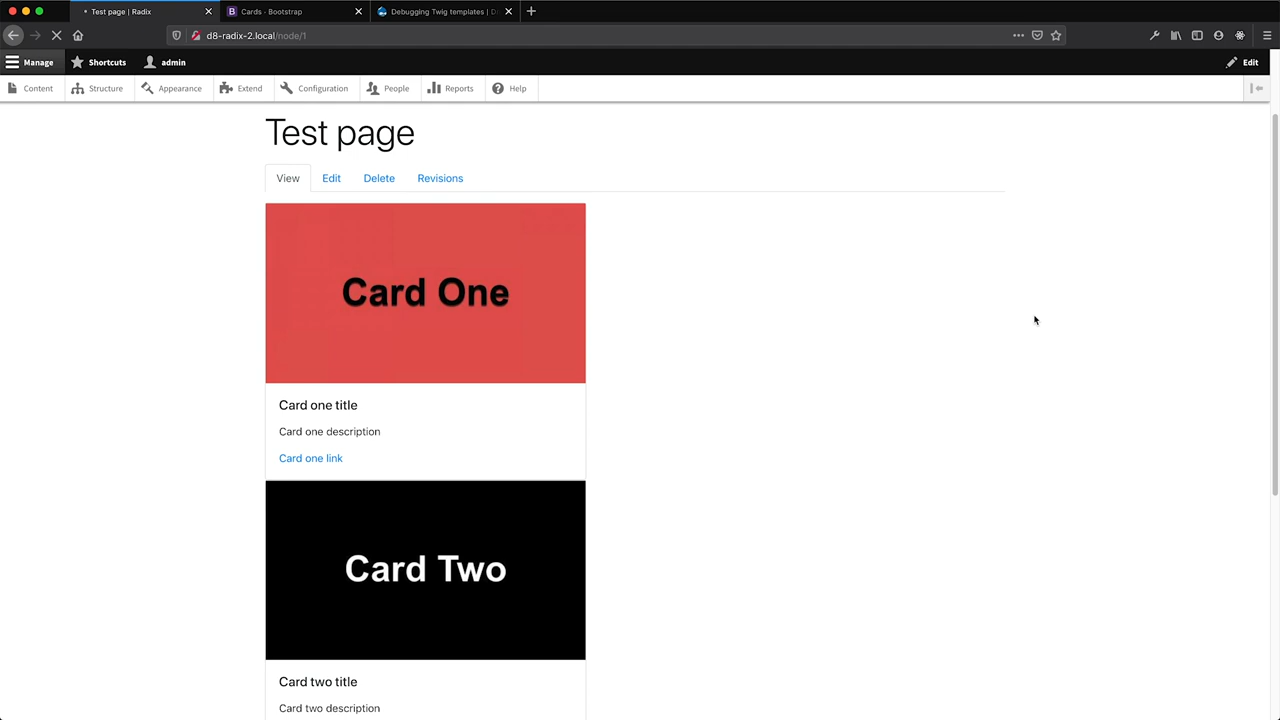 Test page | Radix
Cards · Bootstrap
Debugging Twig templates | D
d8-radix-2.local/node/1
Manage
Shortcuts
admin
Edit
Content
Structure
Appearance
Extend
Configuration
People
Reports
Help
Test page
View
Edit
Delete
Revisions
Card One
Card one title
Card one description
Card one link
Card Two
Card two title
Card two description